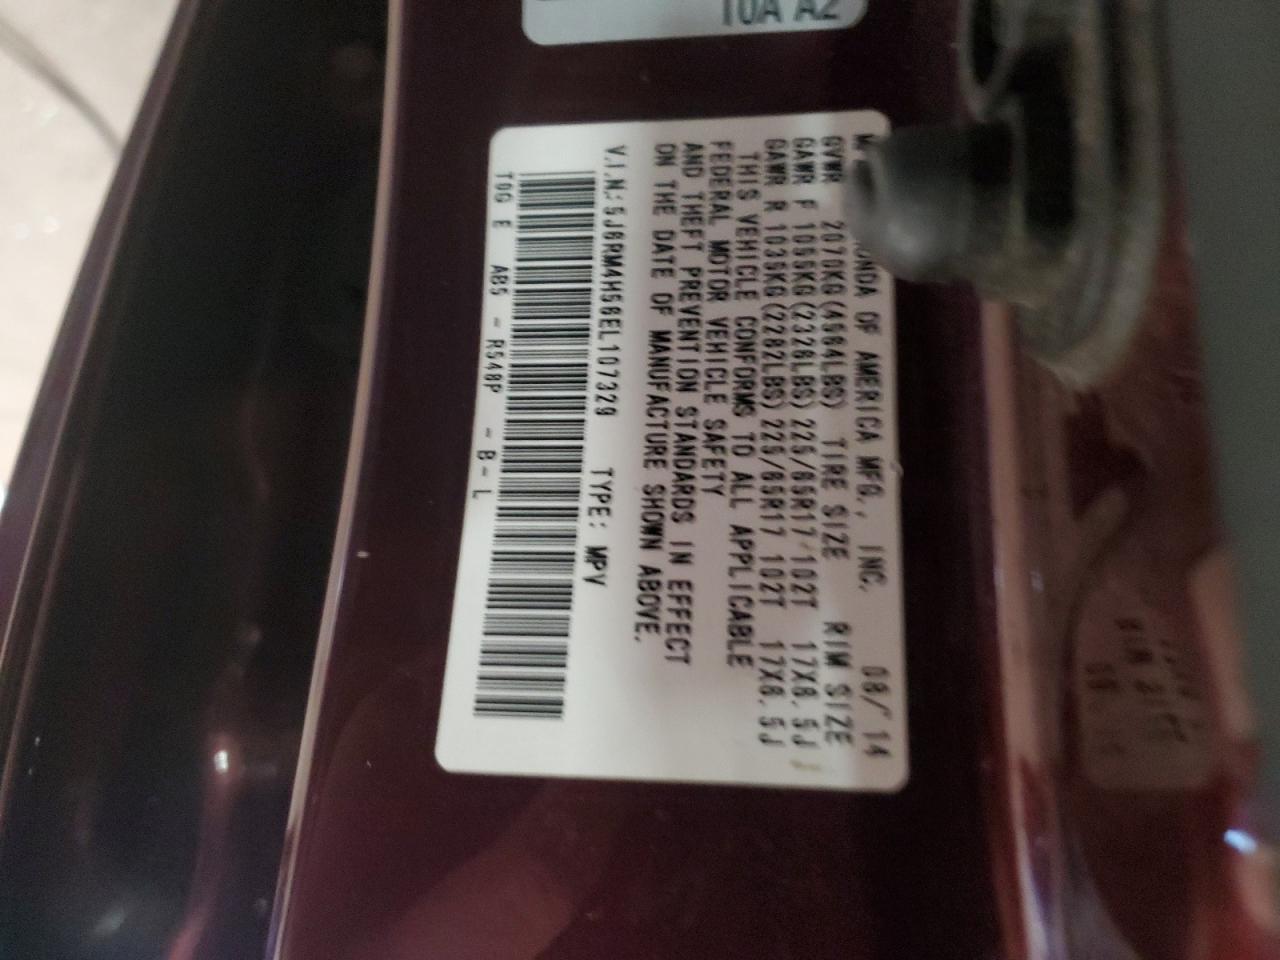 10A A2
OF AMERICA MFG., INC. 08/'14
GVWR 2070KG(4564LBS) TIRE SIZE RIM SIZE
GAWR F 1055KG(2326LBS) 225/65R17 102T 17X6.5J
GAWR R 1035KG(2282LBS) 225/65R17 102T 17X6.5J
THIS VEHICLE CONFORMS TO ALL APPLICABLE
FEDERAL MOTOR VEHICLE SAFETY
AND THEFT PREVENTION STANDARDS IN EFFECT
ON THE DATE OF MANUFACTURE SHOWN ABOVE.
V.I.N.:5J6RM4H56EL107329 TYPE: MPV
T0G E AB5 - R548P - B - L